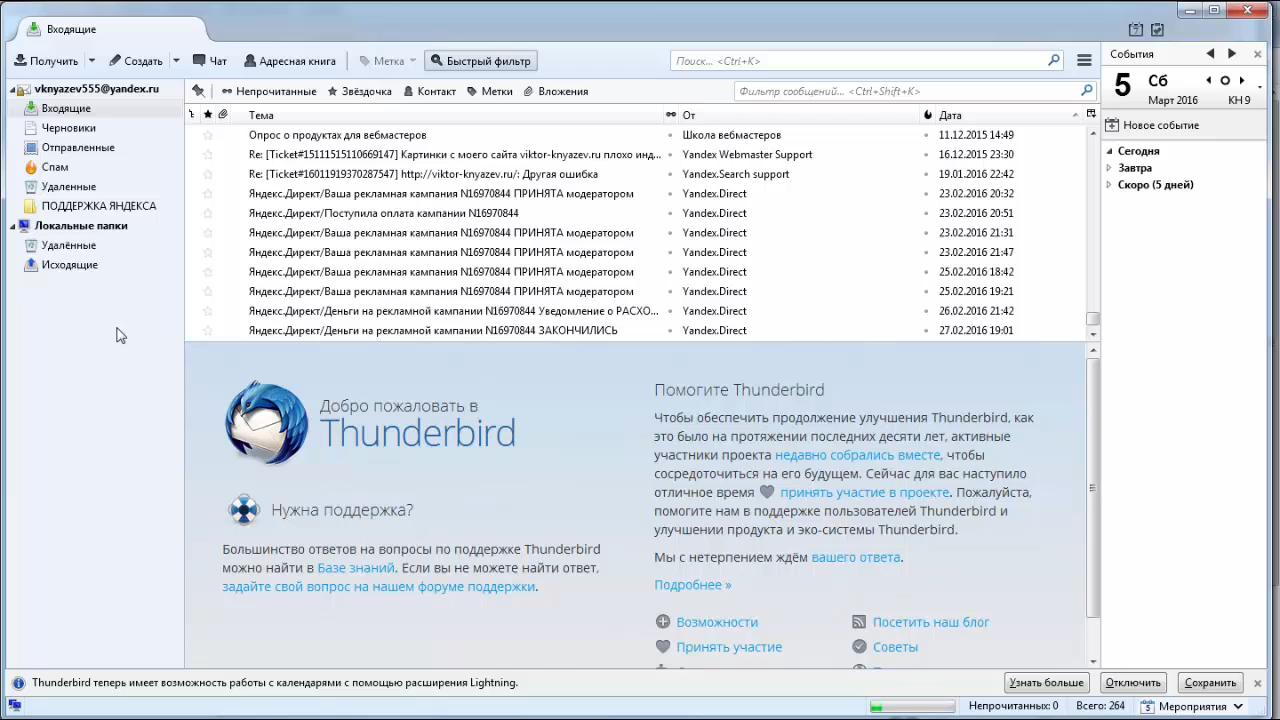 Входящие
Получить
Создать
Чат
Адресная книга
Метка
Быстрый фильтр
Поиск... <Ctrl+K>
События
vknyazev555@yandex.ru
Входящие
Черновики
Отправленные
Спам
Удаленные
ПОДДЕРЖКА ЯНДЕКСА
Локальные папки
Удалённые
Исходящие
Непрочитанные
Звёздочка
Контакт
Метки
Вложения
Фильтр сообщений... <Ctrl+Shift+K>
Тема От Дата
Опрос о продуктах для вебмастеров Школа вебмастеров 11.12.2015 14:49
Re: [Ticket#15111515110669147] Картинки с моего сайта viktor-knyazev.ru плохо инд... Yandex Webmaster Support 16.12.2015 23:30
Re: [Ticket#16011919370287547] http://viktor-knyazev.ru/: Другая ошибка Yandex.Search support 19.01.2016 22:42
Яндекс.Директ/Ваша рекламная кампания N16970844 ПРИНЯТА модератором Yandex.Direct 23.02.2016 20:32
Яндекс.Директ/Поступила оплата кампании N16970844 Yandex.Direct 23.02.2016 20:51
Яндекс.Директ/Ваша рекламная кампания N16970844 ПРИНЯТА модератором Yandex.Direct 23.02.2016 21:31
Яндекс.Директ/Ваша рекламная кампания N16970844 ПРИНЯТА модератором Yandex.Direct 23.02.2016 21:47
Яндекс.Директ/Ваша рекламная кампания N16970844 ПРИНЯТА модератором Yandex.Direct 25.02.2016 18:42
Яндекс.Директ/Ваша рекламная кампания N16970844 ПРИНЯТА модератором Yandex.Direct 25.02.2016 19:21
Яндекс.Директ/Деньги на рекламной кампании N16970844 Уведомление о РАСХО... Yandex.Direct 26.02.2016 21:42
Яндекс.Директ/Деньги на рекламной кампании N16970844 ЗАКОНЧИЛИСЬ Yandex.Direct 27.02.2016 19:01
Добро пожаловать в
Thunderbird
Нужна поддержка?
Большинство ответов на вопросы по поддержке Thunderbird
можно найти в Базе знаний. Если вы не можете найти ответ,
задайте свой вопрос на нашем форуме поддержки.
Помогите Thunderbird
Чтобы обеспечить продолжение улучшения Thunderbird, как
это было на протяжении последних десяти лет, активные
участники проекта недавно собрались вместе, чтобы
сосредоточиться на его будущем. Сейчас для вас наступило
отличное время принять участие в проекте. Пожалуйста,
помогите нам в поддержке пользователей Thunderbird и
улучшении продукта и эко-системы Thunderbird.
Мы с нетерпением ждём вашего ответа.
Подробнее »
Возможности
Посетить наш блог
Принять участие
Советы
5 Сб
Март 2016 КН 9
Новое событие
Сегодня
Завтра
Скоро (5 дней)
Thunderbird теперь имеет возможность работы с календарями с помощью расширения Lightning.
Узнать больше
Отключить
Сохранить
Непрочитанных: 0
Всего: 264
5 Мероприятия